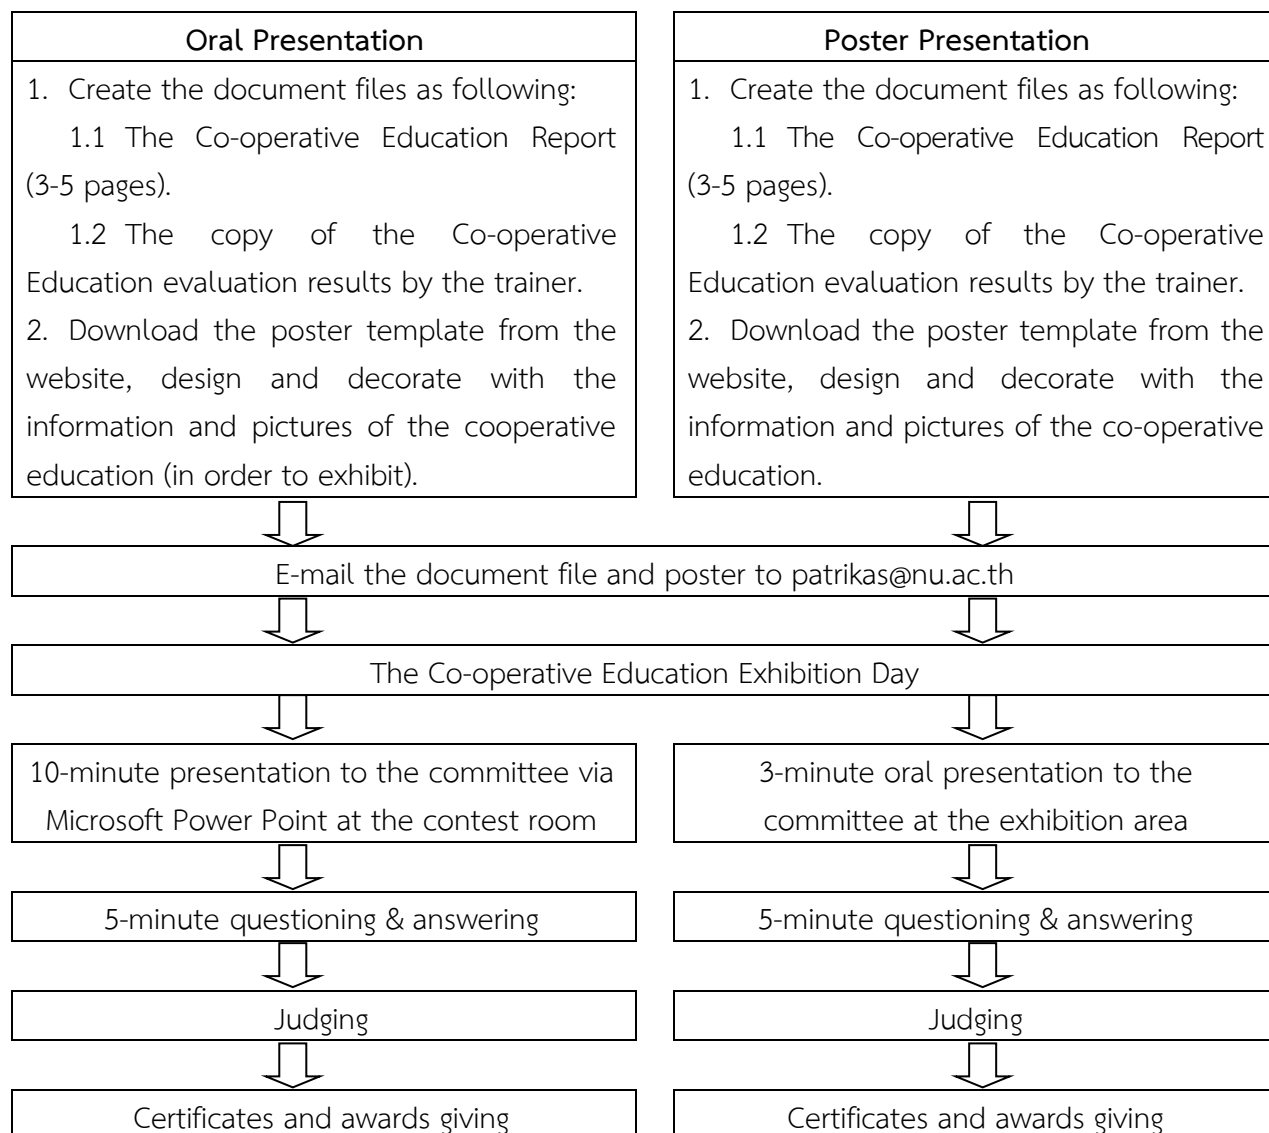 Oral Presentation
1. Create the document files as following:
1.1 The Co-operative Education Report
(3-5 pages).
1.2 The copy of the Co-operative
Education evaluation results by the trainer.
2. Download the poster template from the
website, design and decorate with the
information and pictures of the cooperative
education (in order to exhibit).
Poster Presentation
1. Create the document files as following:
1.1 The Co-operative Education Report
(3-5 pages).
1.2 The copy of the Co-operative
Education evaluation results by the trainer.
2. Download the poster template from the
website, design and decorate with the
information and pictures of the co-operative
education.
E-mail the document file and poster to patrikas@nu.ac.th
The Co-operative Education Exhibition Day
10-minute presentation to the committee via
Microsoft Power Point at the contest room
3-minute oral presentation to the
committee at the exhibition area
5-minute questioning & answering
5-minute questioning & answering
Judging
Judging
Certificates and awards giving
Certificates and awards giving